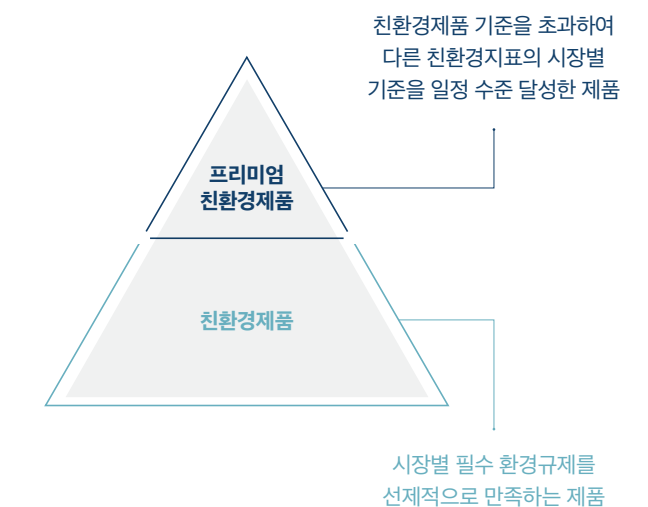 친환경제품 기준을 초과하여
다른 친환경지표의 시장별
기준을 일정 수준 달성한 제품
프리미엄
친환경제품
친환경제품
시장별 필수 환경규제를
선제적으로 만족하는 제품